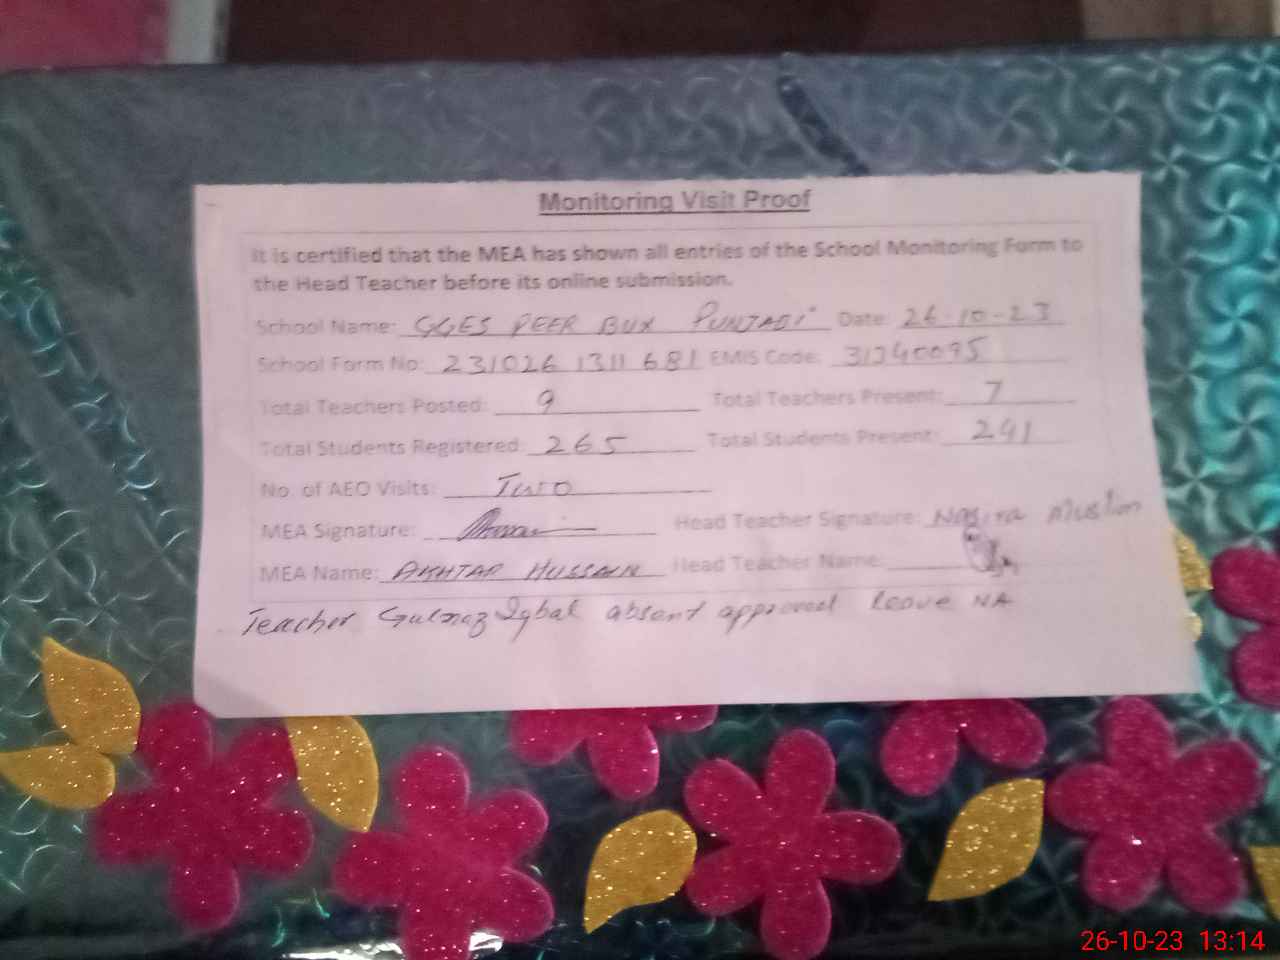 Monitoring Visit Proof
It is certified that the MEA has shown all entries of the School Monitoring Form to
the Head Teacher before its online submission.
School Name: GGES PEER BUX PUNJABI Date: 26-10-23
School Form No: 231026 1311 681 EMIS Code: 31340095
Total Teachers Posted: 9 Total Teachers Present: 7
Total Students Registered: 265 Total Students Present: 241
No. of AEO Visits: Two
MEA Signature: Head Teacher Signature: Nasira Muslim
MEA Name: AKHTAR HUSSAIN Head Teacher Name:
Teacher Gulnaz Iqbal absent approved leave NA
26-10-23 13:14